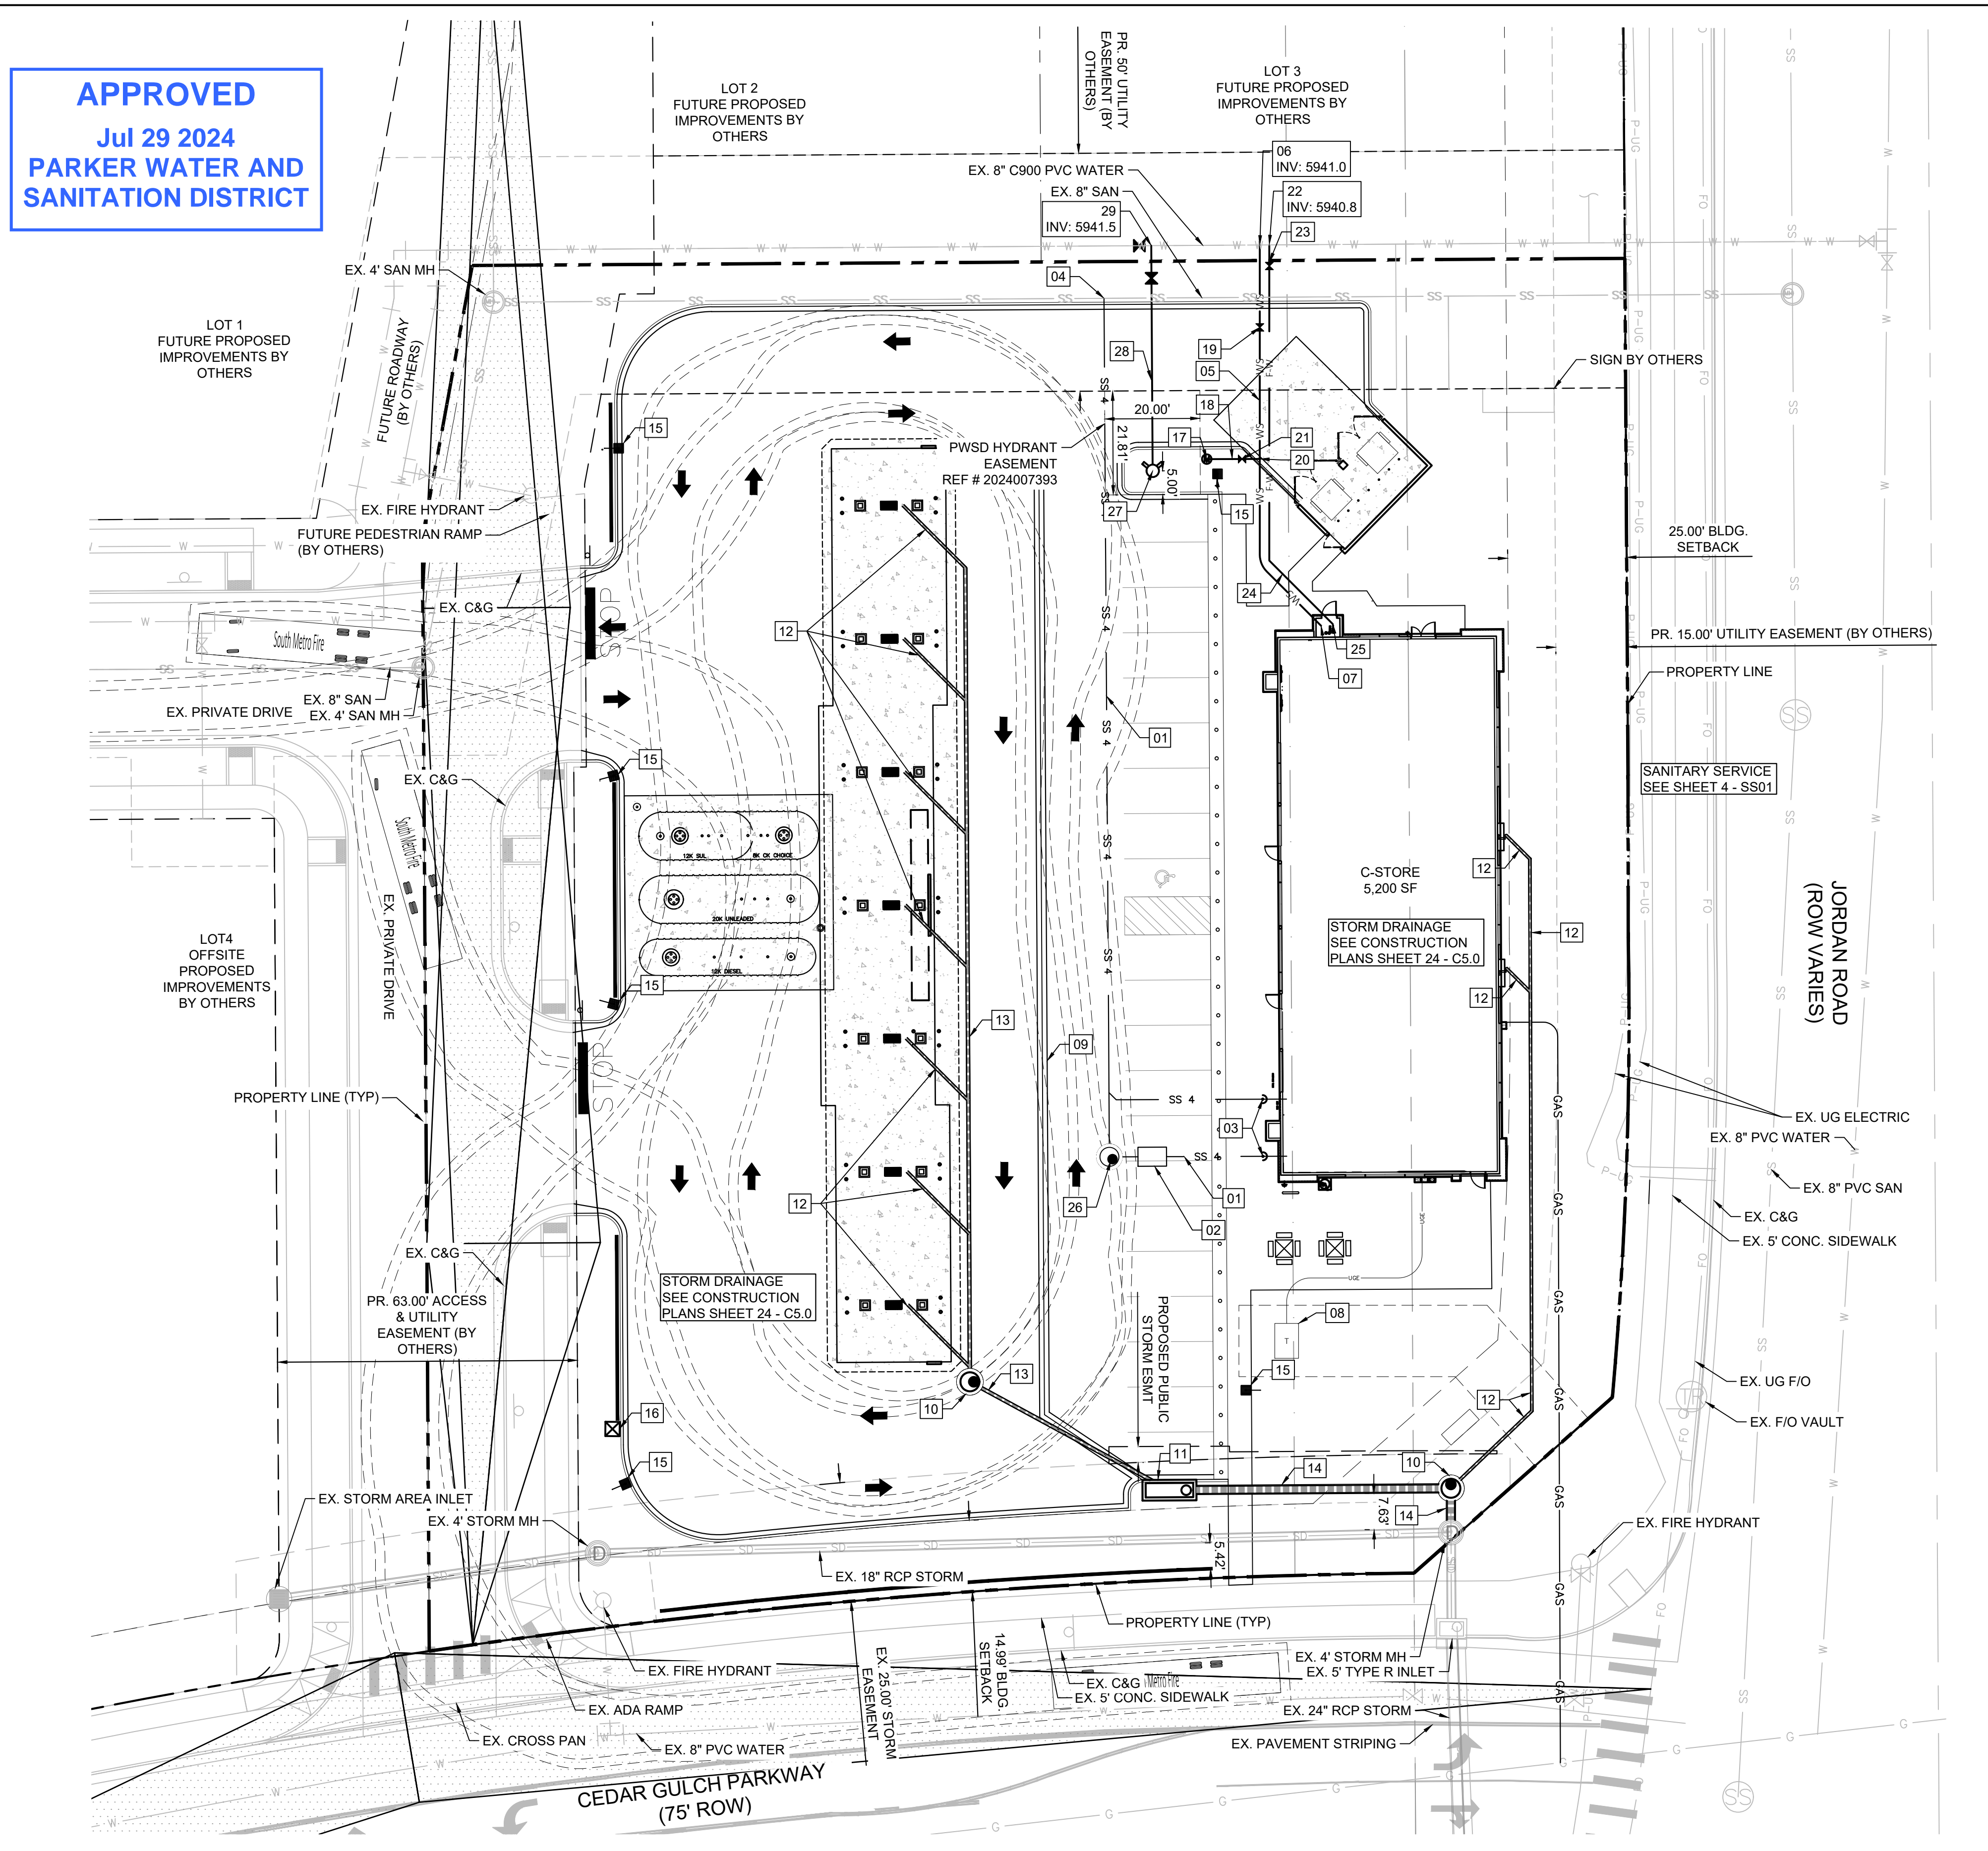 APPROVED
Jul 29 2024
PARKER WATER AND
SANITATION DISTRICT
LOT 2
FUTURE PROPOSED
IMPROVEMENTS BY
OTHERS
PR. 50' UTILITY
EASEMENT (BY
OTHERS)
LOT 3
FUTURE PROPOSED
IMPROVEMENTS BY
OTHERS
06
INV: 5941.0
22
INV: 5940.8
23
EX. 8" C900 PVC WATER
EX. 8" SAN
29
INV: 5941.5
04
EX. 4' SAN MH
LOT 1
FUTURE PROPOSED
IMPROVEMENTS BY
OTHERS
FUTURE ROADWAY
(BY OTHERS)
28
19
05
18
SIGN BY OTHERS
20.00'
21.81'
5.00'
17
21
20
15
15
27
PWSD HYDRANT
EASEMENT
REF # 2024007393
EX. FIRE HYDRANT
FUTURE PEDESTRIAN RAMP
(BY OTHERS)
25.00' BLDG.
SETBACK
EX. C&G
STOP
24
25
07
12
PR. 15.00' UTILITY EASEMENT (BY OTHERS)
PROPERTY LINE
South Metro Fire
EX. 8" SAN
EX. PRIVATE DRIVE
EX. 4' SAN MH
01
15
EX. C&G
SANITARY SERVICE
SEE SHEET 4 - SS01
South Metro Fire
12K SUL
8K CK CHOICE
20K UNLEADED
12K DIESEL
C-STORE
5,200 SF
STORM DRAINAGE
SEE CONSTRUCTION
PLANS SHEET 24 - C5.0
12
12
12
JORDAN ROAD
(ROW VARIES)
LOT4
OFFSITE
PROPOSED
IMPROVEMENTS
BY OTHERS
EX. PRIVATE DRIVE
15
13
09
STOP
PROPERTY LINE (TYP)
SS 4
03
EX. UG ELECTRIC
EX. 8" PVC WATER
SS 4
01
02
26
12
EX. 8" PVC SAN
EX. C&G
EX. 5' CONC. SIDEWALK
EX. C&G
UGE
UGE
STORM DRAINAGE
SEE CONSTRUCTION
PLANS SHEET 24 - C5.0
PR. 63.00' ACCESS
& UTILITY
EASEMENT (BY
OTHERS)
PROPOSED PUBLIC
STORM ESMT
08
T
15
13
10
12
EX. UG F/O
EX. F/O VAULT
16
15
11
14
10
14
7.63'
5.42'
EX. STORM AREA INLET
EX. 4' STORM MH
EX. FIRE HYDRANT
EX. 18" RCP STORM
PROPERTY LINE (TYP)
EX. 25.00' STORM
EASEMENT
14.99' BLDG.
SETBACK
EX. FIRE HYDRANT
EX. 4' STORM MH
EX. 5' TYPE R INLET
EX. C&G
EX. 5' CONC. SIDEWALK
Metro Fire
EX. ADA RAMP
EX. 24" RCP STORM
EX. CROSS PAN
EX. 8" PVC WATER
EX. PAVEMENT STRIPING
CEDAR GULCH PARKWAY
(75' ROW)